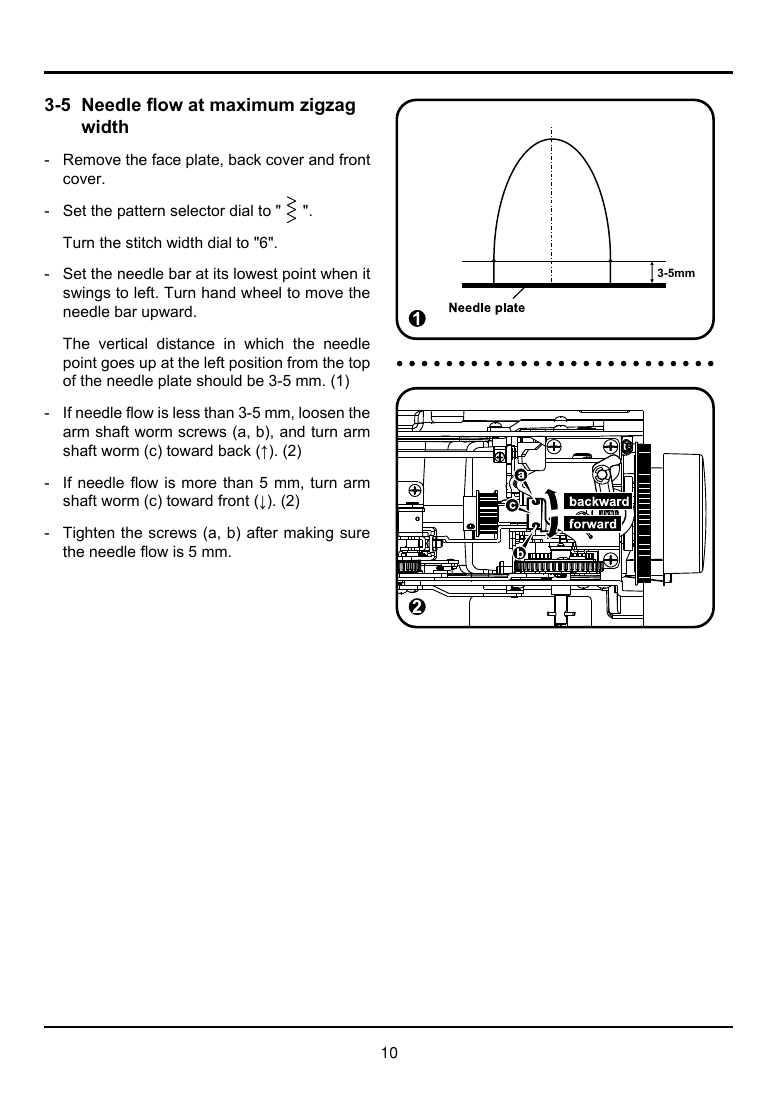 3-5 Needle flow at maximum zigzag
width
- Remove the face plate, back cover and front
cover.
- Set the pattern selector dial to " ".
Turn the stitch width dial to "6".
- Set the needle bar at its lowest point when it
swings to left. Turn hand wheel to move the
needle bar upward.
The vertical distance in which the needle
point goes up at the left position from the top
of the needle plate should be 3-5 mm. (1)
- If needle flow is less than 3-5 mm, loosen the
arm shaft worm screws (a, b), and turn arm
shaft worm (c) toward back (↑). (2)
- If needle flow is more than 5 mm, turn arm
shaft worm (c) toward front (↓). (2)
- Tighten the screws (a, b) after making sure
the needle flow is 5 mm.
3-5mm
Needle plate
1
a
c
backward
forward
b
2
10